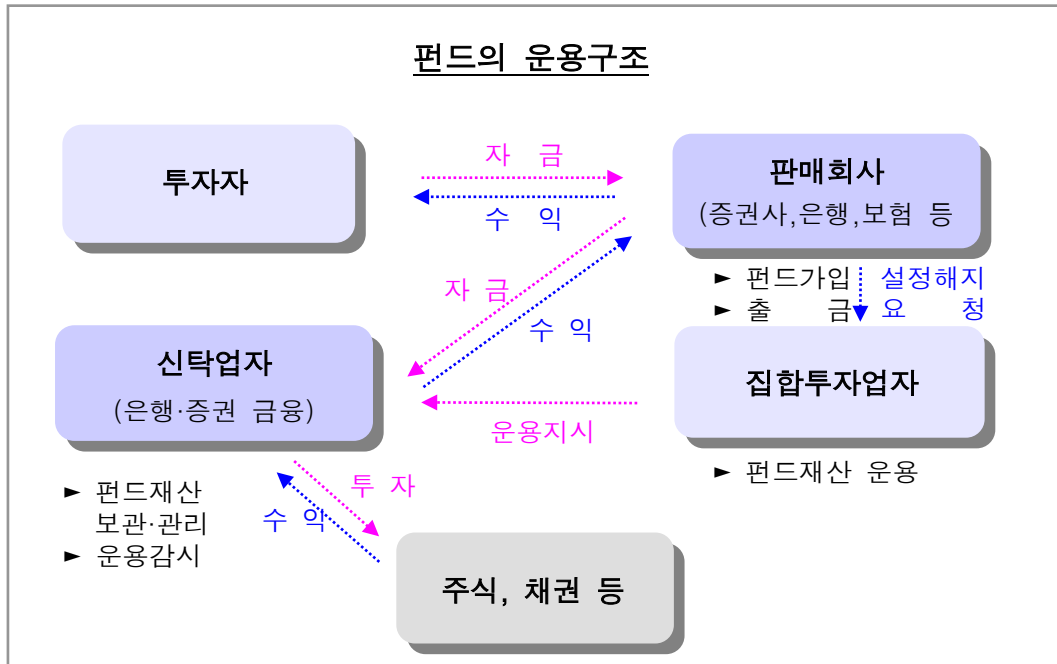 펀드의 운용구조
투자자
자 금
수 익
판매회사
(증권사,은행,보험 등
► 펀드가입
► 출 금
설정해지
요 청
자 금
수 익
신탁업자
(은행·증권 금융)
집합투자업자
운용지시
► 펀드재산 운용
► 펀드재산
보관·관리
► 운용감시
투 자
수 익
주식, 채권 등